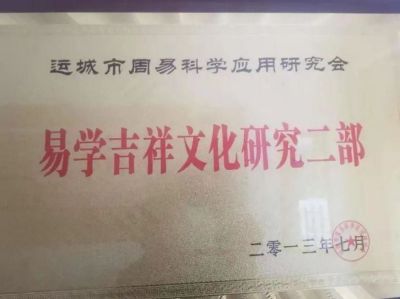 运城市周易科学应用研究会
易学吉祥文化研究二部
二零一三年七月